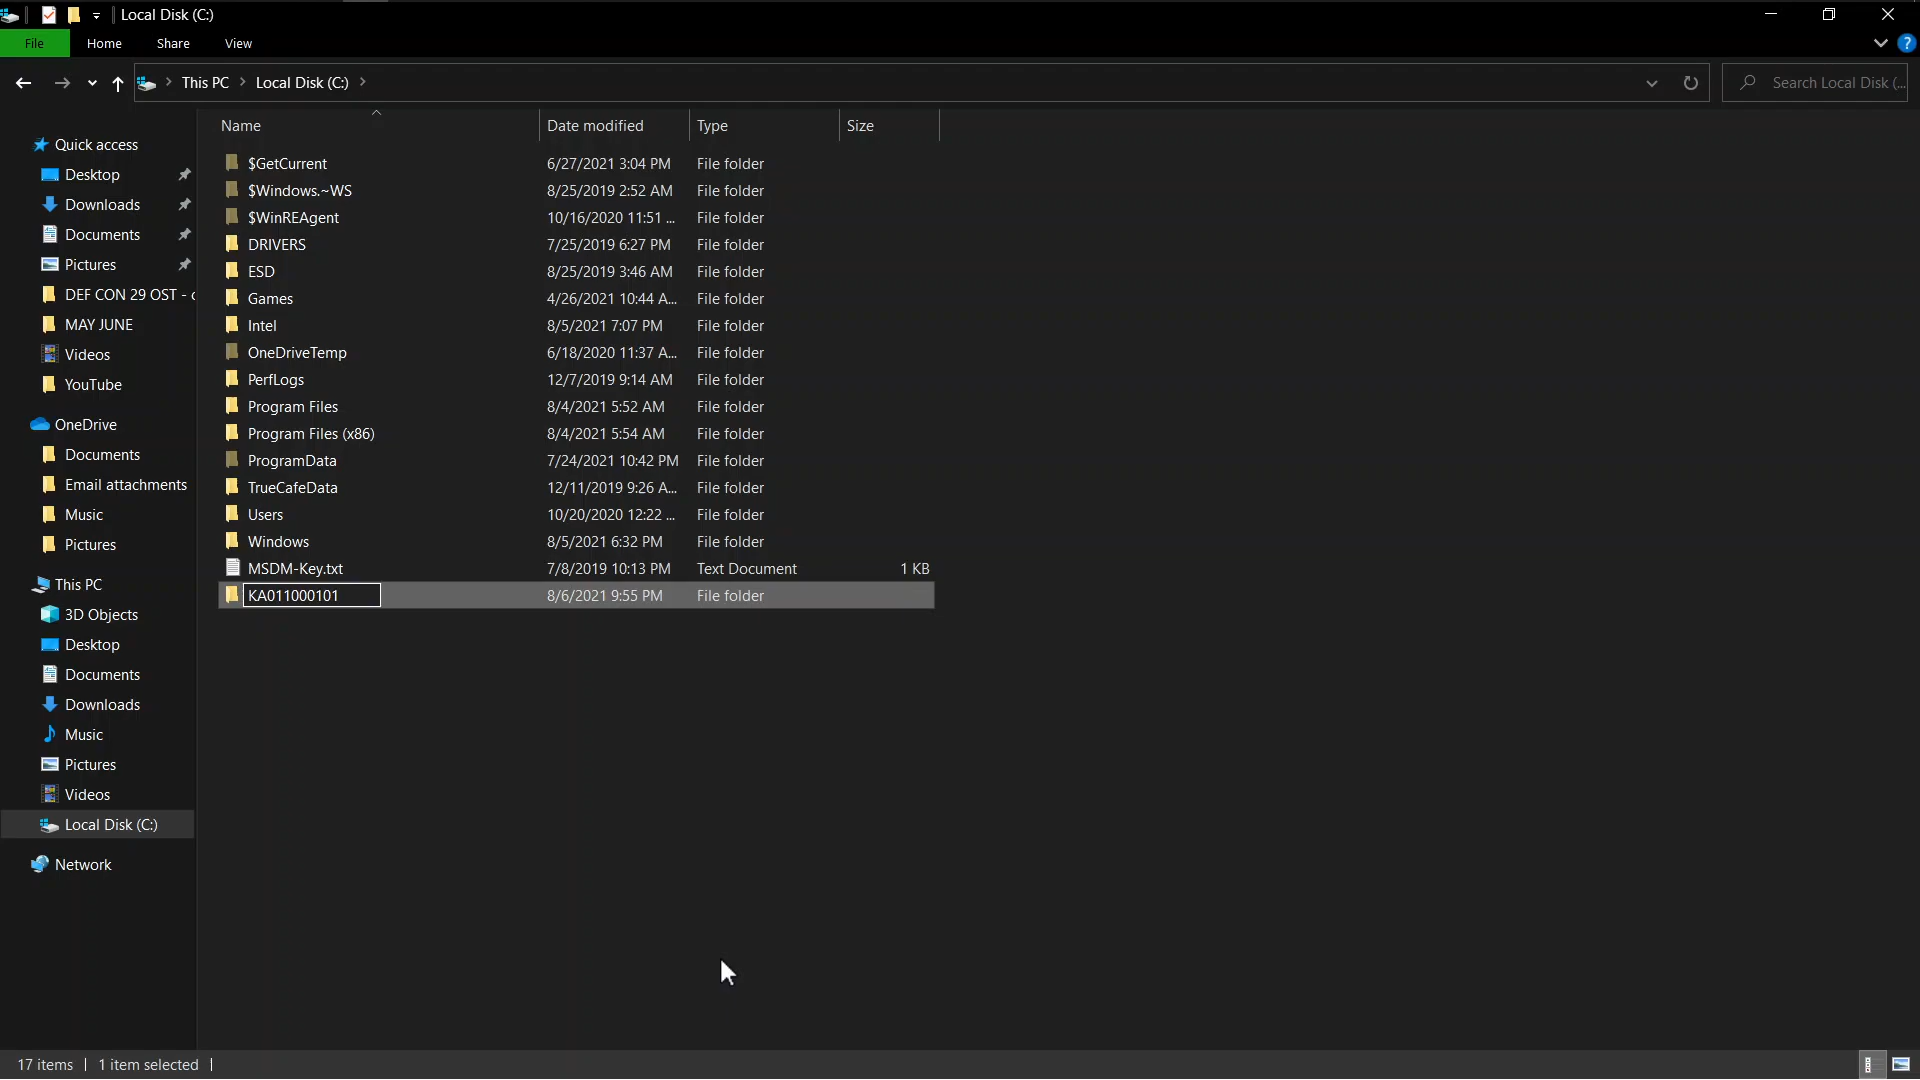 Local Disk (C:)
File Home Share View
This PC Local Disk (C:) Search Local Disk (...
Name Date modified Type Size
Quick access
Desktop
Downloads
Documents
Pictures
DEF CON 29 OST - c
MAY JUNE
Videos
YouTube
OneDrive
Documents
Email attachments
Music
Pictures
This PC
3D Objects
Desktop
Documents
Downloads
Music
Pictures
Videos
Local Disk (C:)
Network
$GetCurrent 6/27/2021 3:04 PM File folder
$Windows.~WS 8/25/2019 2:52 AM File folder
$WinREAgent 10/16/2020 11:51 ... File folder
DRIVERS 7/25/2019 6:27 PM File folder
ESD 8/25/2019 3:46 AM File folder
Games 4/26/2021 10:44 A... File folder
Intel 8/5/2021 7:07 PM File folder
OneDriveTemp 6/18/2020 11:37 A... File folder
PerfLogs 12/7/2019 9:14 AM File folder
Program Files 8/4/2021 5:52 AM File folder
Program Files (x86) 8/4/2021 5:54 AM File folder
ProgramData 7/24/2021 10:42 PM File folder
TrueCafeData 12/11/2019 9:26 A... File folder
Users 10/20/2020 12:22 ... File folder
Windows 8/5/2021 6:32 PM File folder
MSDM-Key.txt 7/8/2019 10:13 PM Text Document 1 KB
KA011000101 8/6/2021 9:55 PM File folder
17 items 1 item selected